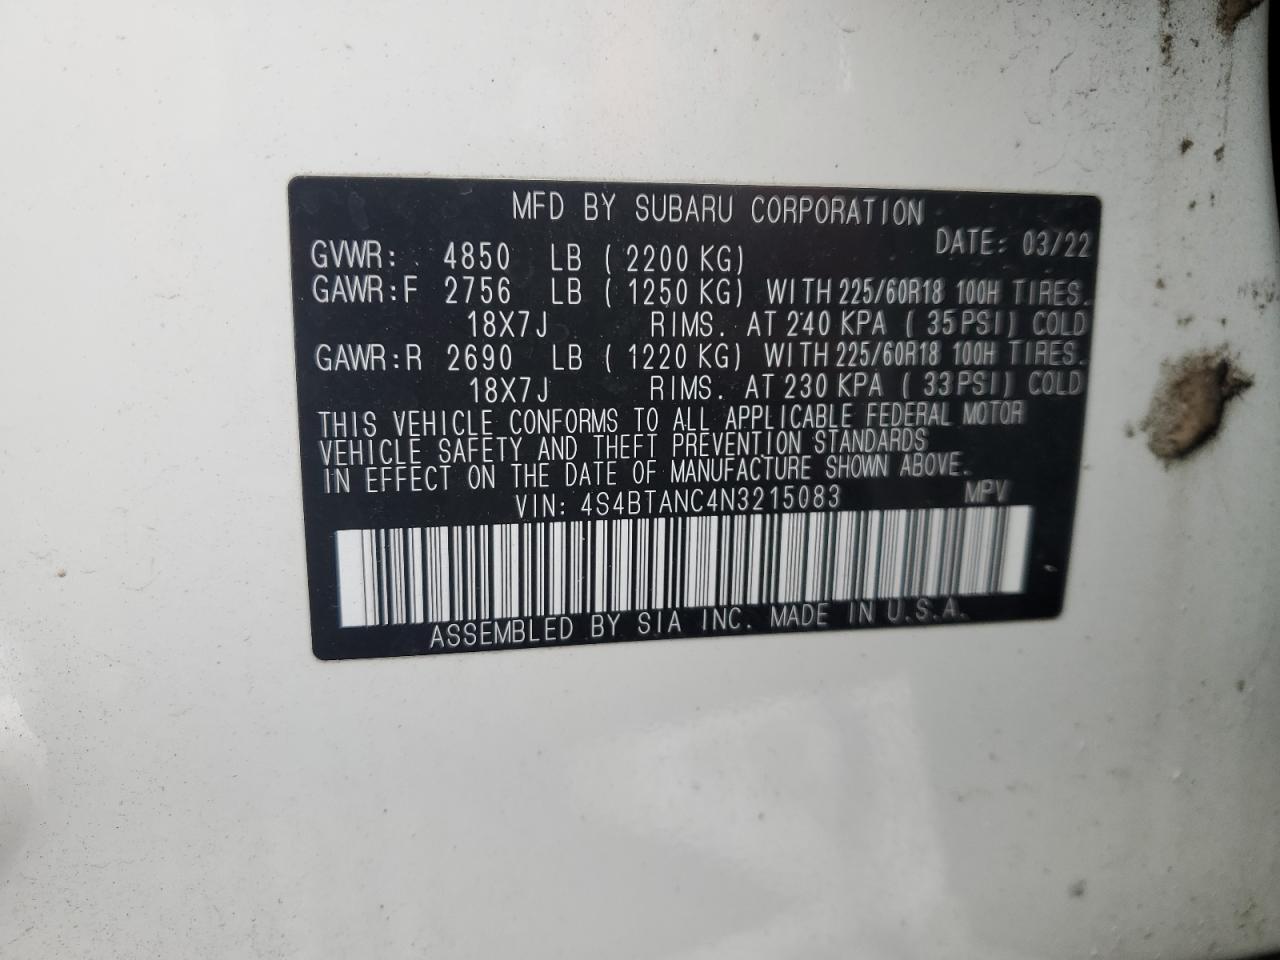 MFD BY SUBARU CORPORATION
DATE: 03/22
GVWR: 4850 LB ( 2200 KG)
GAWR:F 2756 LB ( 1250 KG) WITH 225/60R18 100H TIRES.
18X7J RIMS. AT 240 KPA ( 35 PSI) COLD
GAWR:R 2690 LB ( 1220 KG) WITH 225/60R18 100H TIRES.
18X7J RIMS. AT 230 KPA ( 33 PSI) COLD
THIS VEHICLE CONFORMS TO ALL APPLICABLE FEDERAL MOTOR
VEHICLE SAFETY AND THEFT PREVENTION STANDARDS
IN EFFECT ON THE DATE OF MANUFACTURE SHOWN ABOVE.
VIN: 4S4BTANC4N3215083 MPV
ASSEMBLED BY SIA INC. MADE IN U.S.A.